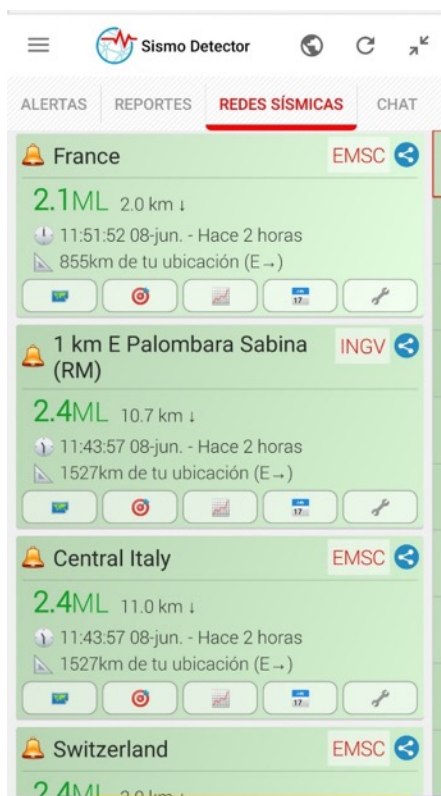 Sismo Detector
ALERTAS REPORTES REDES SÍSMICAS CHAT
France EMSC
2.1ML 2.0 km ↓
11:51:52 08-jun. - Hace 2 horas
855km de tu ubicación (E→)
17
1 km E Palombara Sabina INGV
(RM)
2.4ML 10.7 km ↓
11:43:57 08-jun. - Hace 2 horas
1527km de tu ubicación (E→)
17
Central Italy EMSC
2.4ML 11.0 km ↓
11:43:57 08-jun. - Hace 2 horas
1527km de tu ubicación (E→)
17
Switzerland EMSC
2.4ML